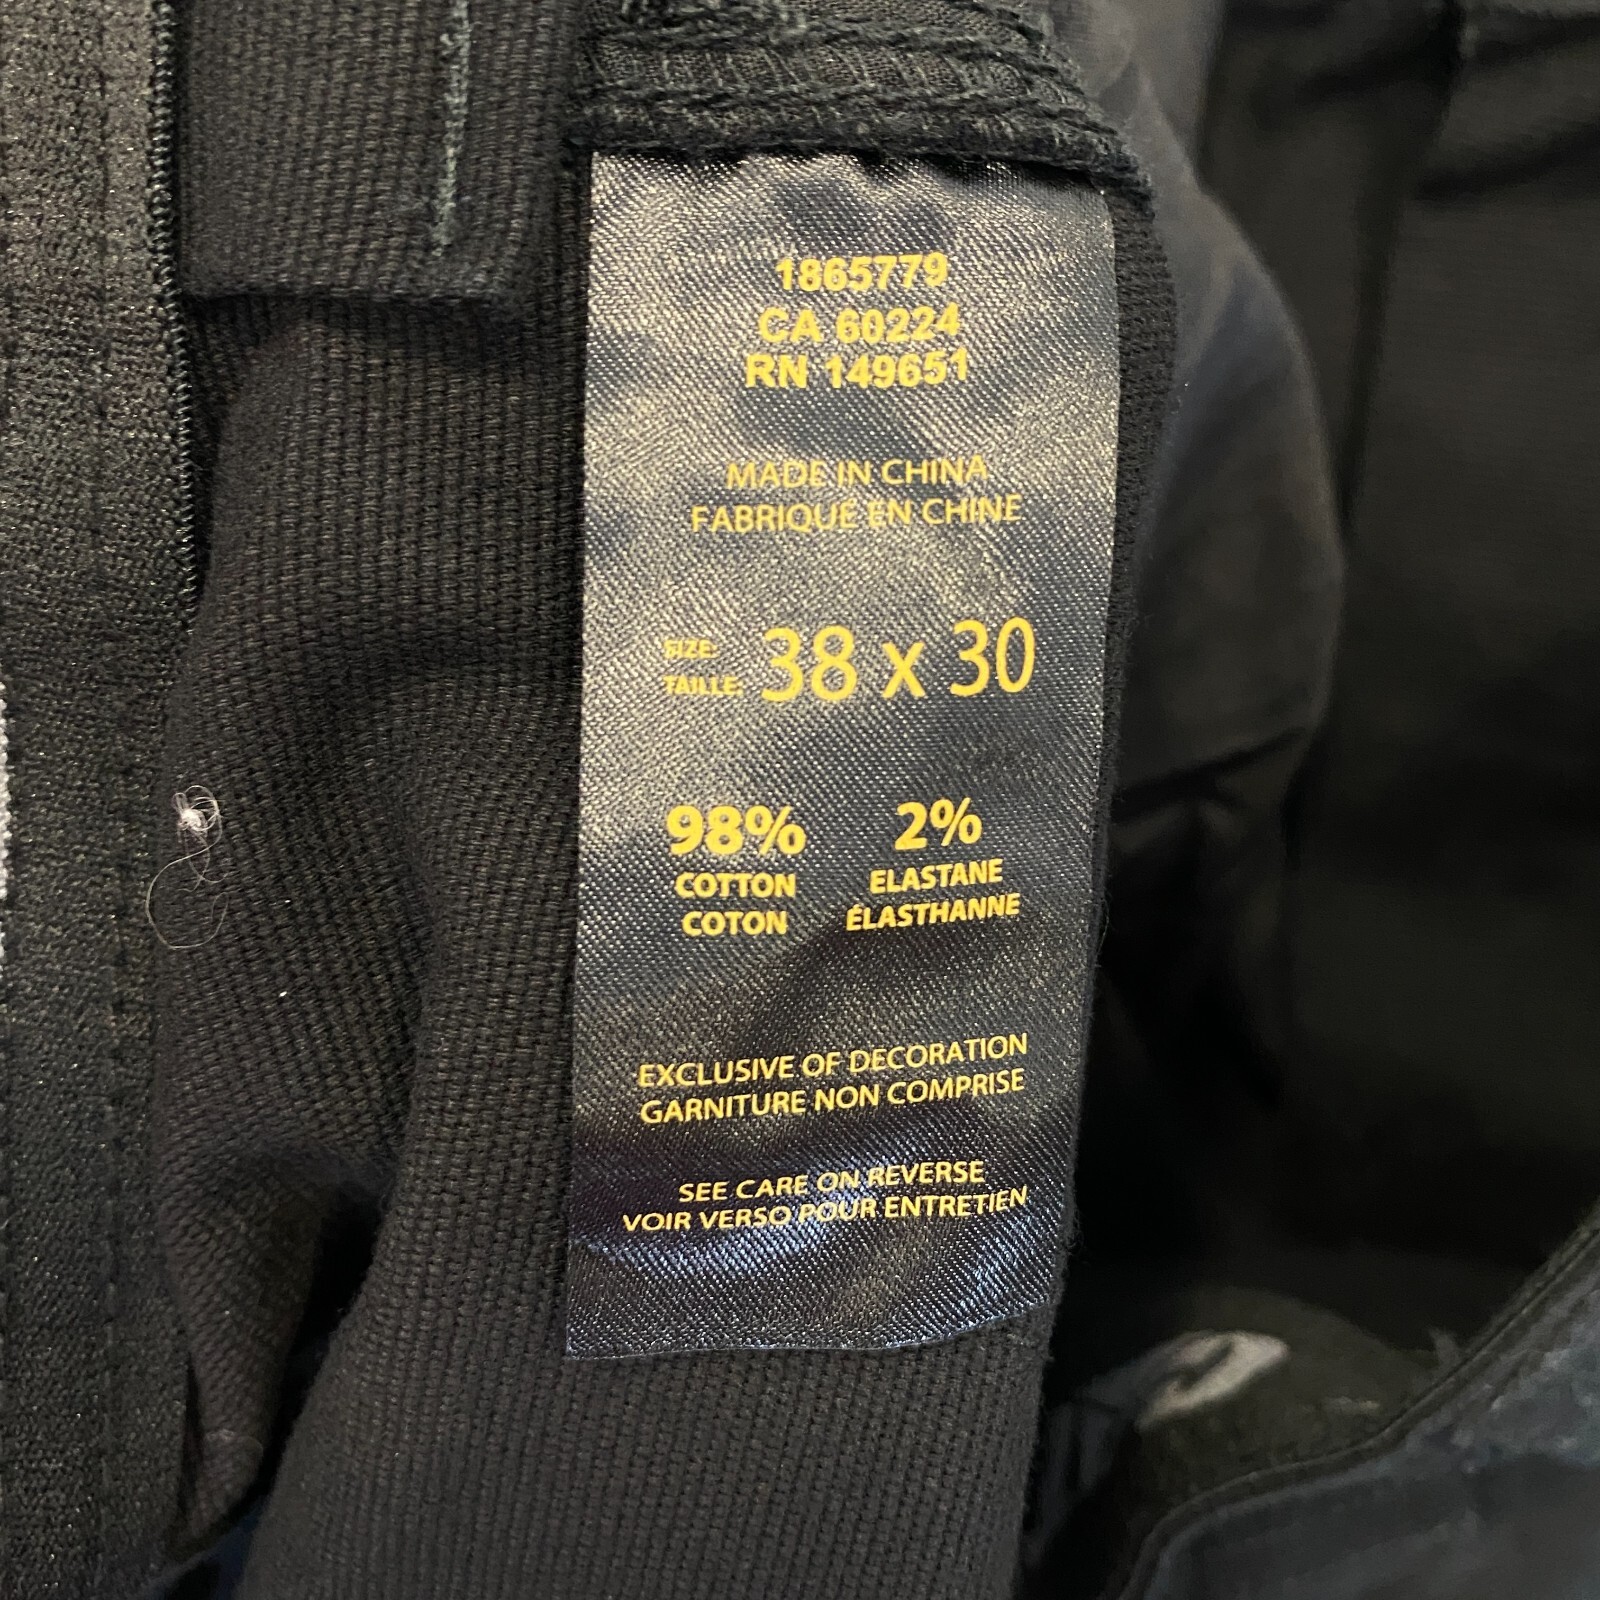 1865779
CA 60224
RN 149651
MADE IN CHINA
FABRIQUE EN CHINE
SIZE:
TAILLE: 38 x 30
98% 2%
COTTON ELASTANE
COTON ÉLASTHANNE
EXCLUSIVE OF DECORATION
GARNITURE NON COMPRISE
SEE CARE ON REVERSE
VOIR VERSO POUR ENTRETIEN